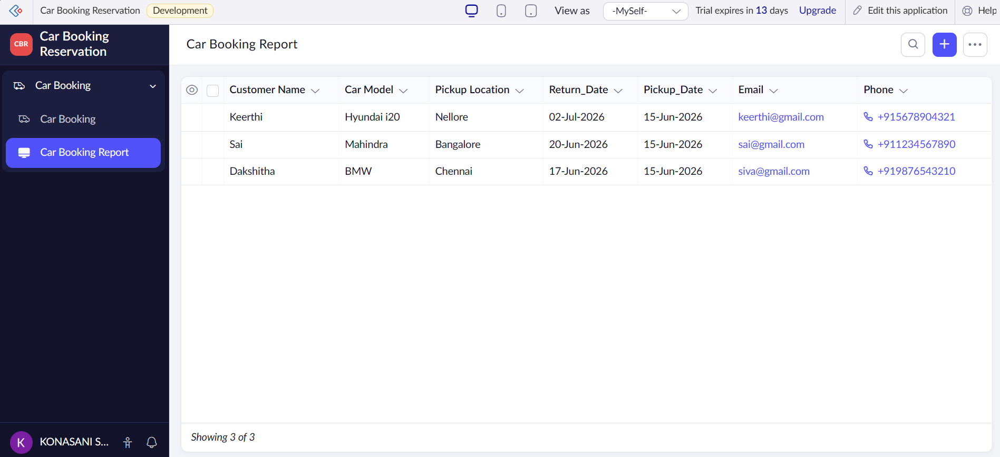 Car Booking Reservation Development View as -MySelf- Trial expires in 13 days Upgrade Edit this application Help
CBR Car Booking
Reservation
Car Booking
Car Booking
Car Booking Report
KONASANI S...
K
Car Booking Report
Customer Name Car Model Pickup Location Return_Date Pickup_Date Email Phone
Keerthi Hyundai i20 Nellore 02-Jul-2026 15-Jun-2026 keerthi@gmail.com +915678904321
Sai Mahindra Bangalore 20-Jun-2026 15-Jun-2026 sai@gmail.com +911234567890
Dakshitha BMW Chennai 17-Jun-2026 15-Jun-2026 siva@gmail.com +919876543210
Showing 3 of 3